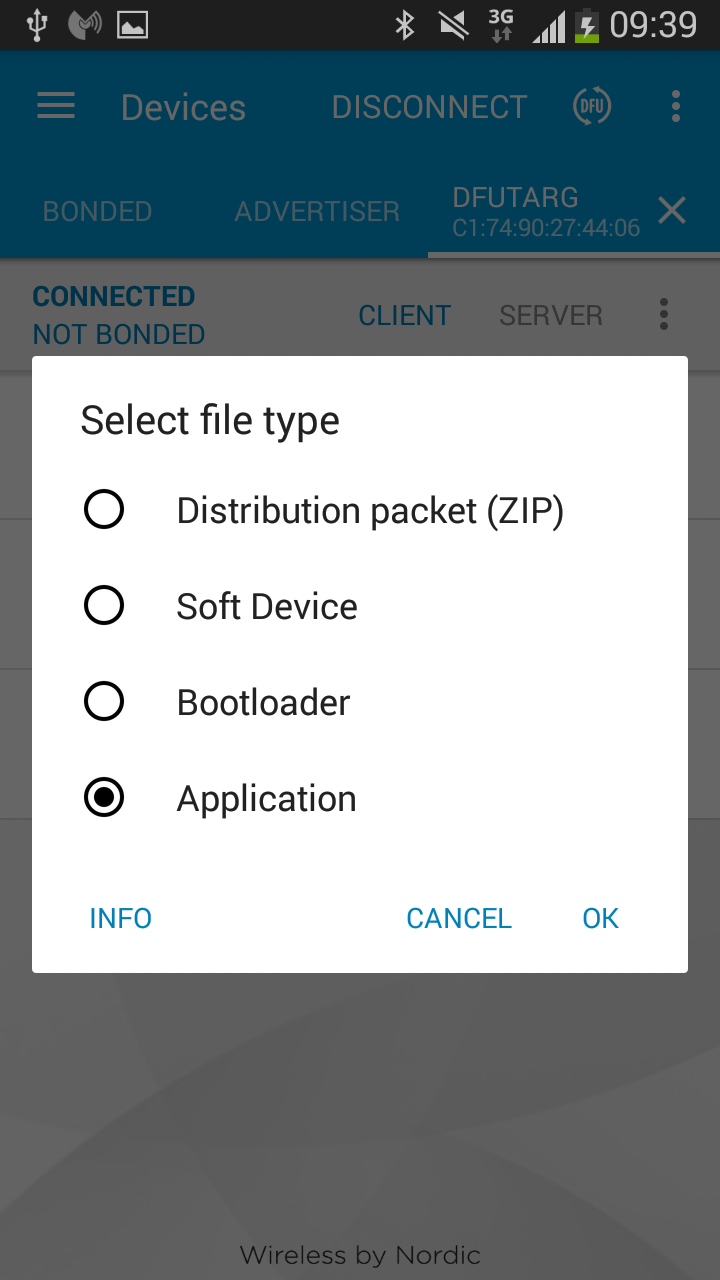 3G
09:39
Devices
DISCONNECT
DFU
BONDED
ADVERTISER
DFUTARG
C1:74:90:27:44:06
CONNECTED
NOT BONDED
CLIENT
SERVER
Select file type
Distribution packet (ZIP)
Soft Device
Bootloader
Application
INFO
CANCEL
OK
Wireless by Nordic